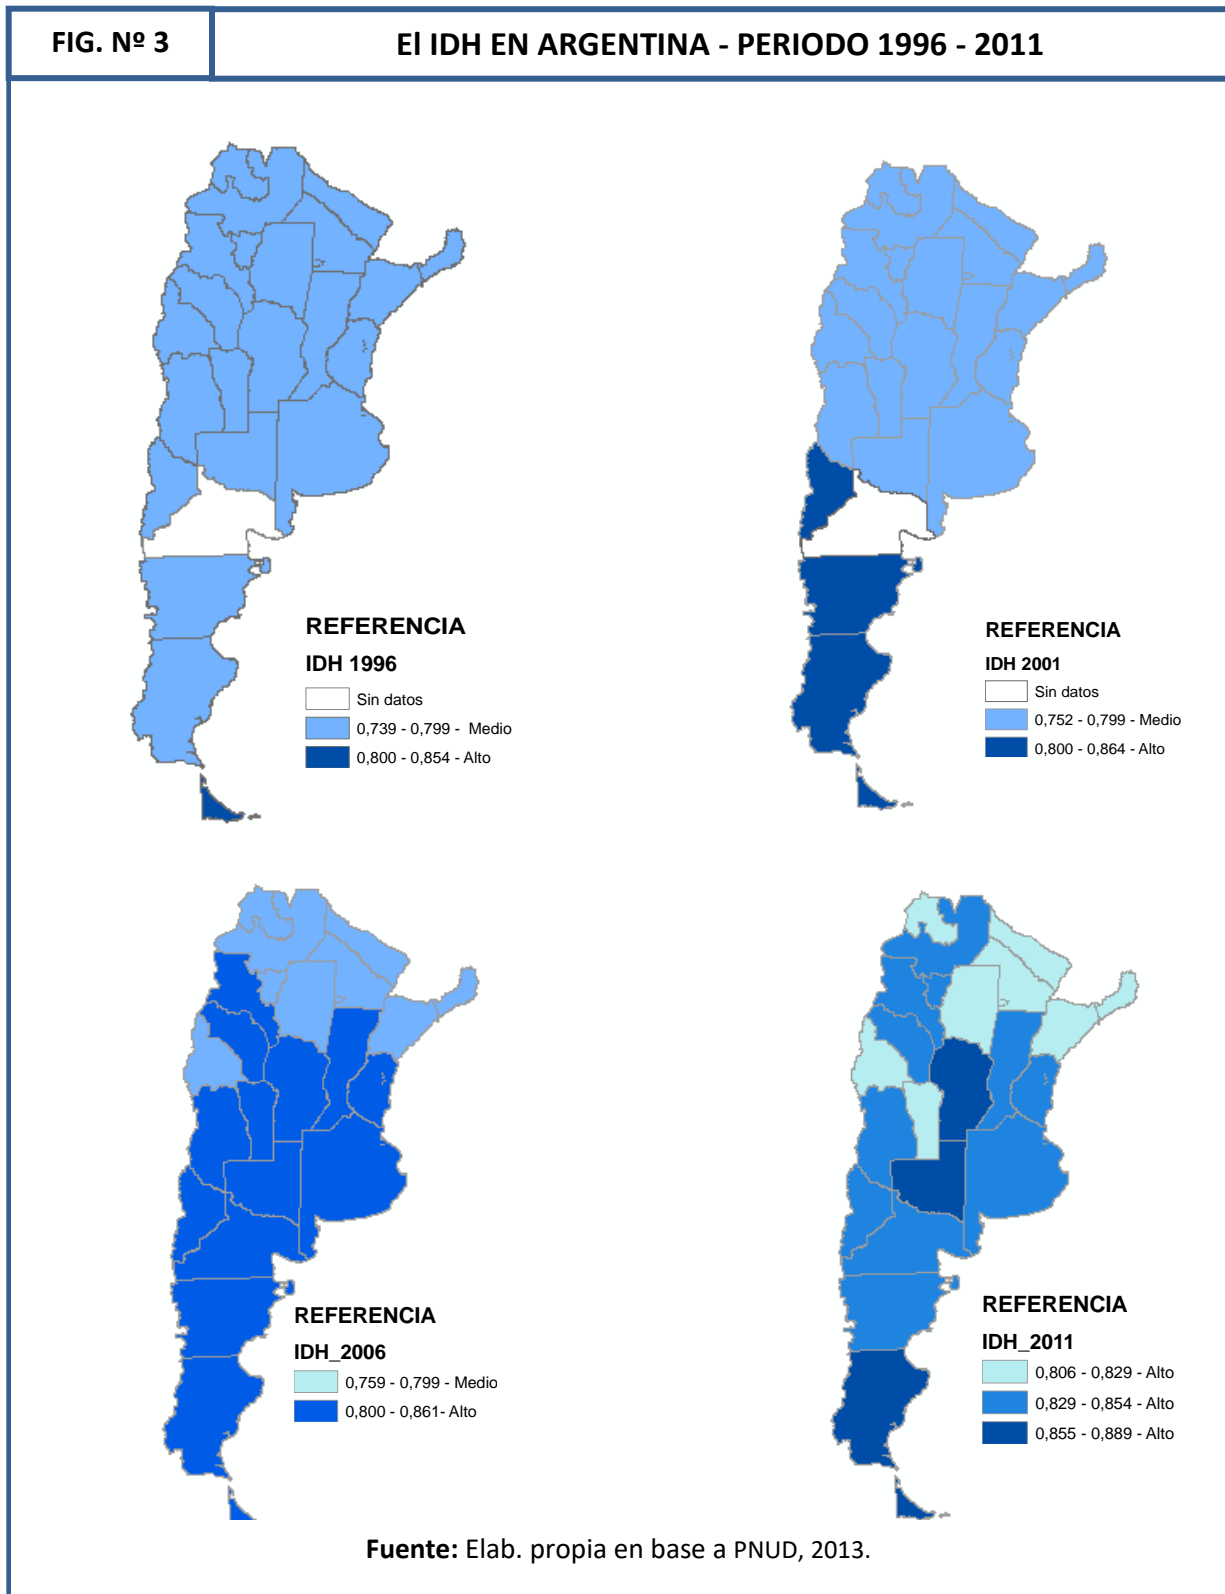 FIG. Nº 3
El IDH EN ARGENTINA - PERIODO 1996 - 2011
REFERENCIA
IDH 1996
Sin datos
0,739 - 0,799 - Medio
0,800 - 0,854 - Alto
REFERENCIA
IDH 2001
Sin datos
0,752 - 0,799 - Medio
0,800 - 0,864 - Alto
REFERENCIA
IDH_2006
0,759 - 0,799 - Medio
0,800 - 0,861- Alto
REFERENCIA
IDH_2011
0,806 - 0,829 - Alto
0,829 - 0,854 - Alto
0,855 - 0,889 - Alto
Fuente: Elab. propia en base a PNUD, 2013.